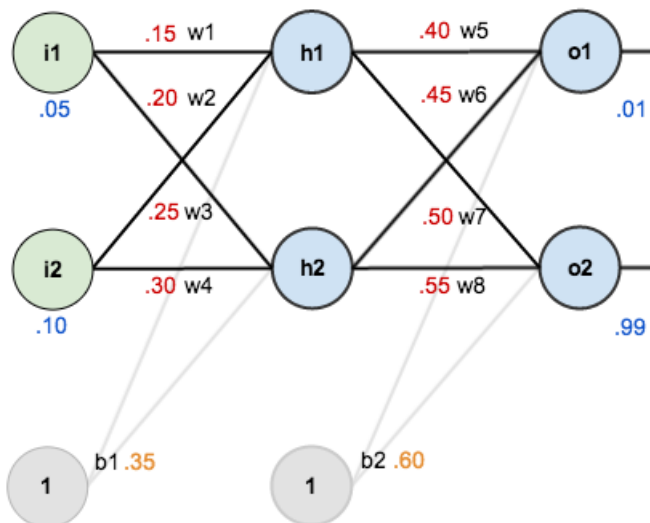 .15 w1
i1
h1
.40 w5
o1
.05
.20 w2
.45 w6
.01
.25 w3
.50 w7
i2
.30 w4
h2
.55 w8
o2
.10
.99
b1 .35
b2 .60
1
1